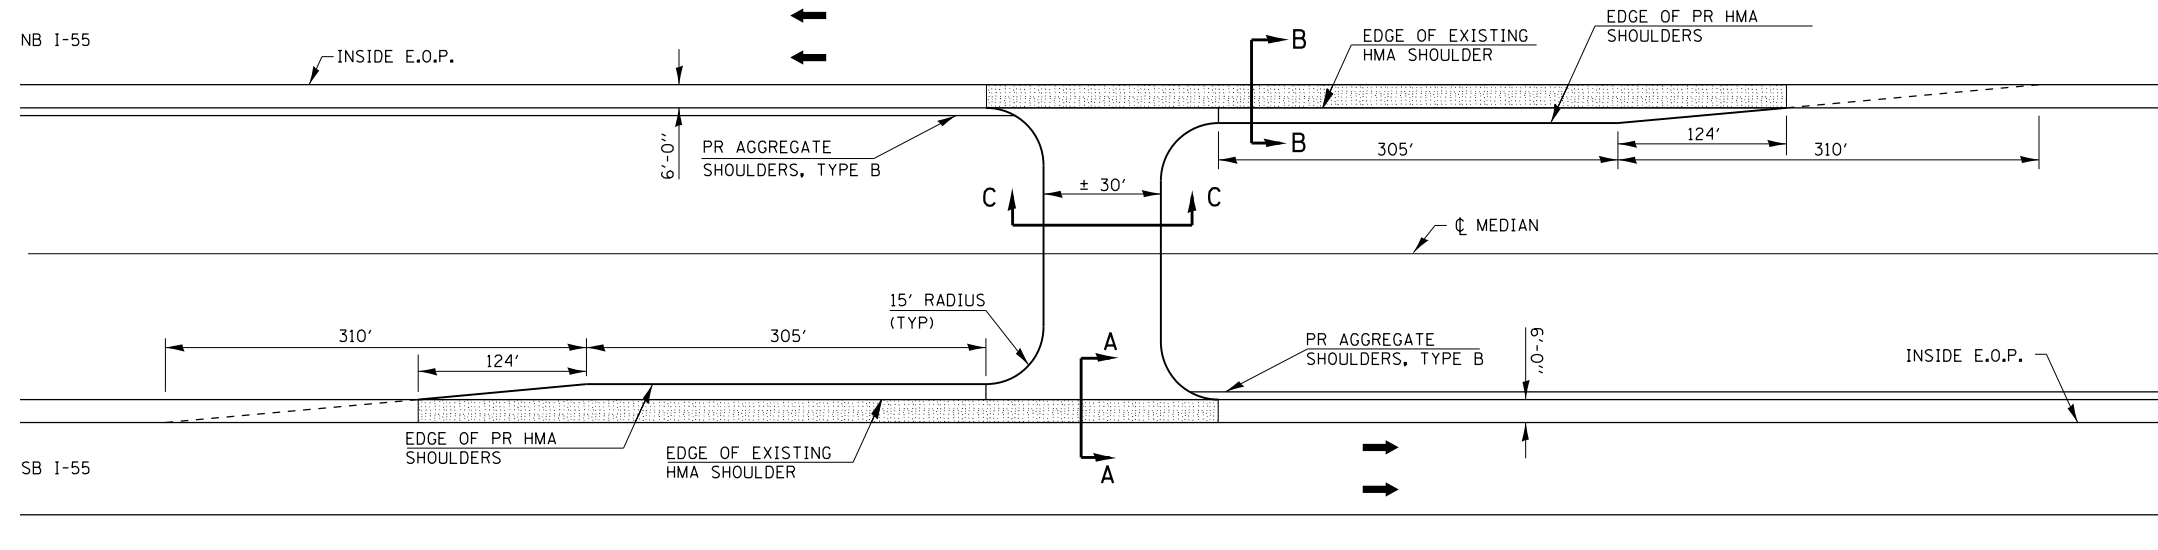 NB I-55
INSIDE E.O.P.
6'-0"
PR AGGREGATE
SHOULDERS, TYPE B
B
B
EDGE OF EXISTING
HMA SHOULDER
EDGE OF PR HMA
SHOULDERS
124'
305'
310'
± 30'
C
C
℄ MEDIAN
15' RADIUS
(TYP)
310'
305'
124'
A
A
PR AGGREGATE
SHOULDERS, TYPE B
6'-0"
INSIDE E.O.P.
EDGE OF PR HMA
SHOULDERS
EDGE OF EXISTING
HMA SHOULDER
SB I-55